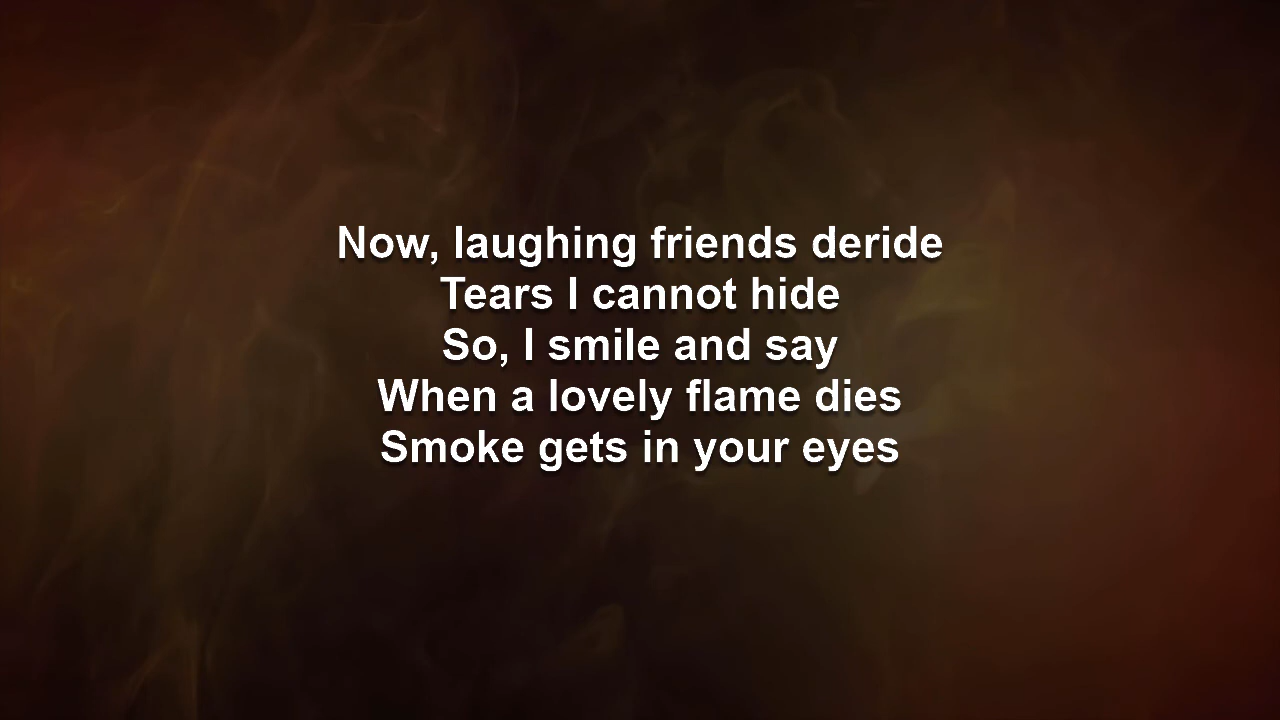 Now, laughing friends deride
Tears I cannot hide
So, I smile and say
When a lovely flame dies
Smoke gets in your eyes